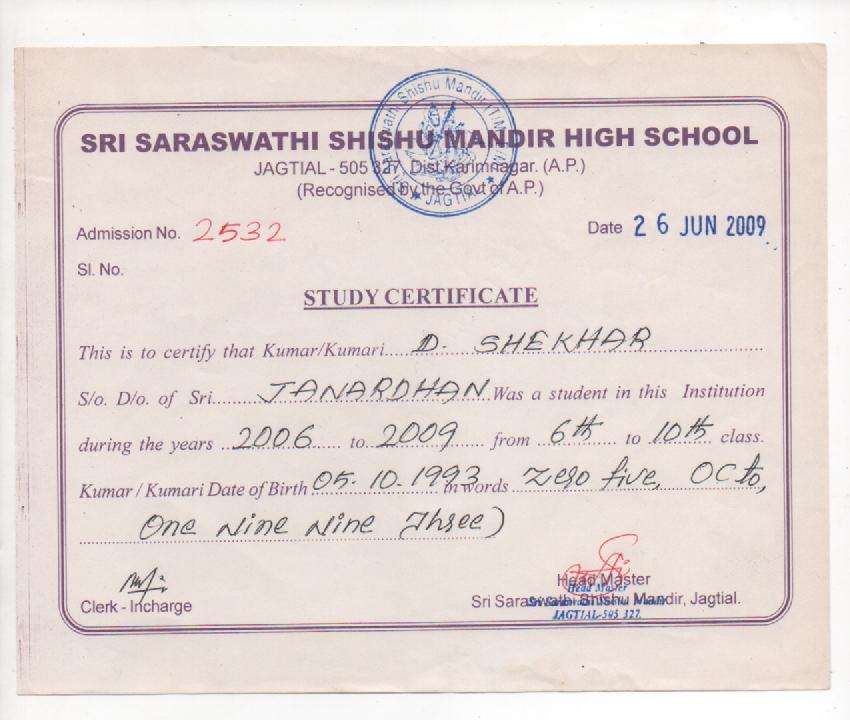 SRI SARASWATHI SHISHU MANDIR HIGH SCHOOL
JAGTIAL - 505 327, Dist. Karimnagar. (A.P.)
(Recognised by the Govt of A.P.)
Shishu Mandir
★ JAGTIAL ★
Admission No. 2532
Date 26 JUN 2009
Sl. No.
STUDY CERTIFICATE
This is to certify that Kumar/Kumari D. SHEKHAR
S/o. D/o. of Sri. JANARDHAN Was a student in this Institution
during the years 2006 to 2009 from 6th to 10th class.
Kumar / Kumari Date of Birth 05-10-1993 in words Zero five, OCto,
One Nine Nine Three)
Clerk - Incharge
Head Master
Sri Saraswathi Shishu Mandir, Jagtial.
Head Master
Sri Saraswathi Shishu Mandir
JAGTIAL-505 327.